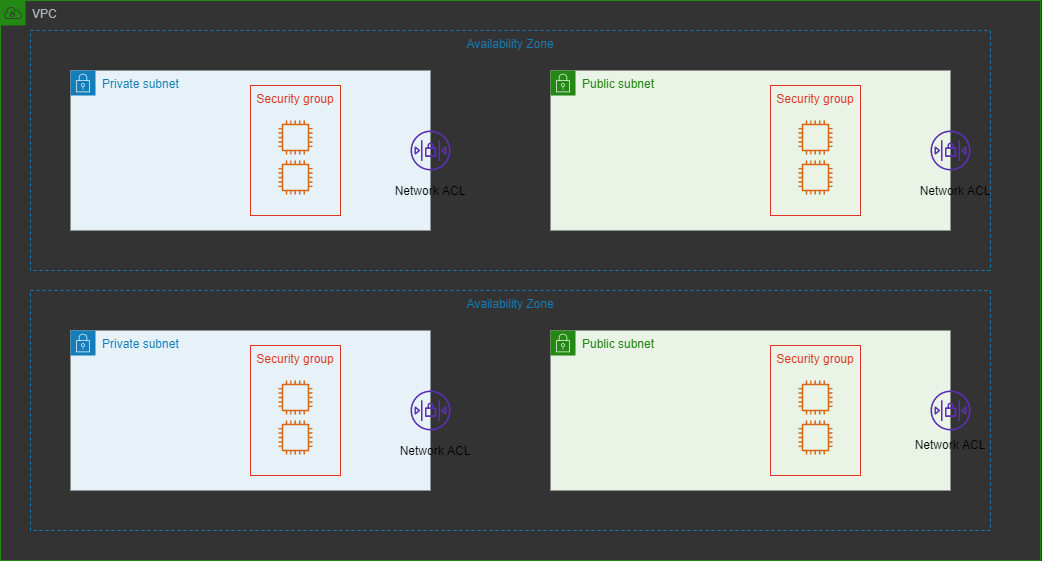 VPC
Availability Zone
Private subnet
Public subnet
Security group
Security group
Network ACL
Network ACL
Availability Zone
Private subnet
Public subnet
Security group
Security group
Network ACL
Network ACL